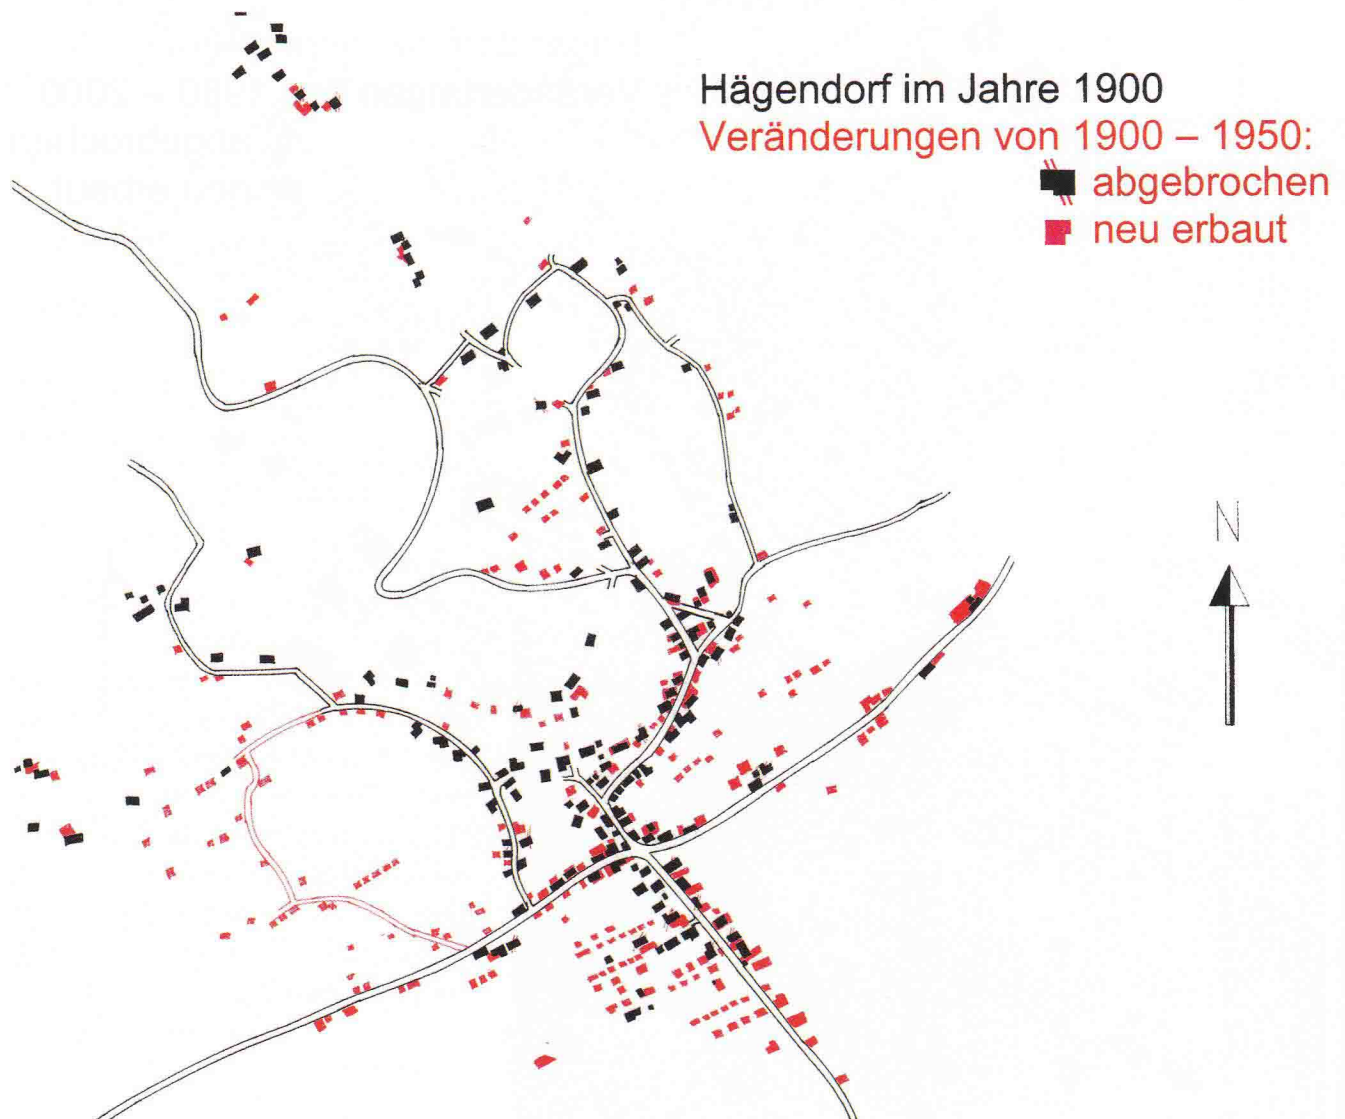 Hägendorf im Jahre 1900
Veränderungen von 1900 – 1950:
abgebrochen
neu erbaut
N